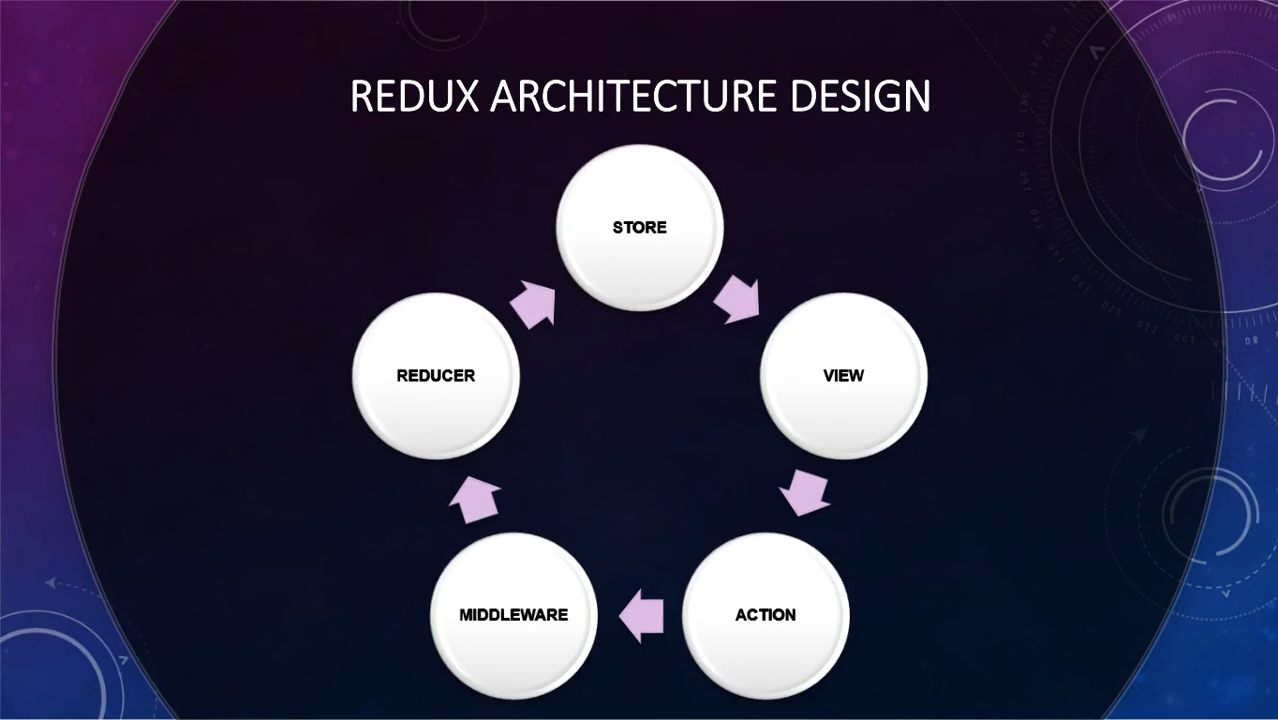 REDUX ARCHITECTURE DESIGN
STORE
VIEW
ACTION
MIDDLEWARE
REDUCER